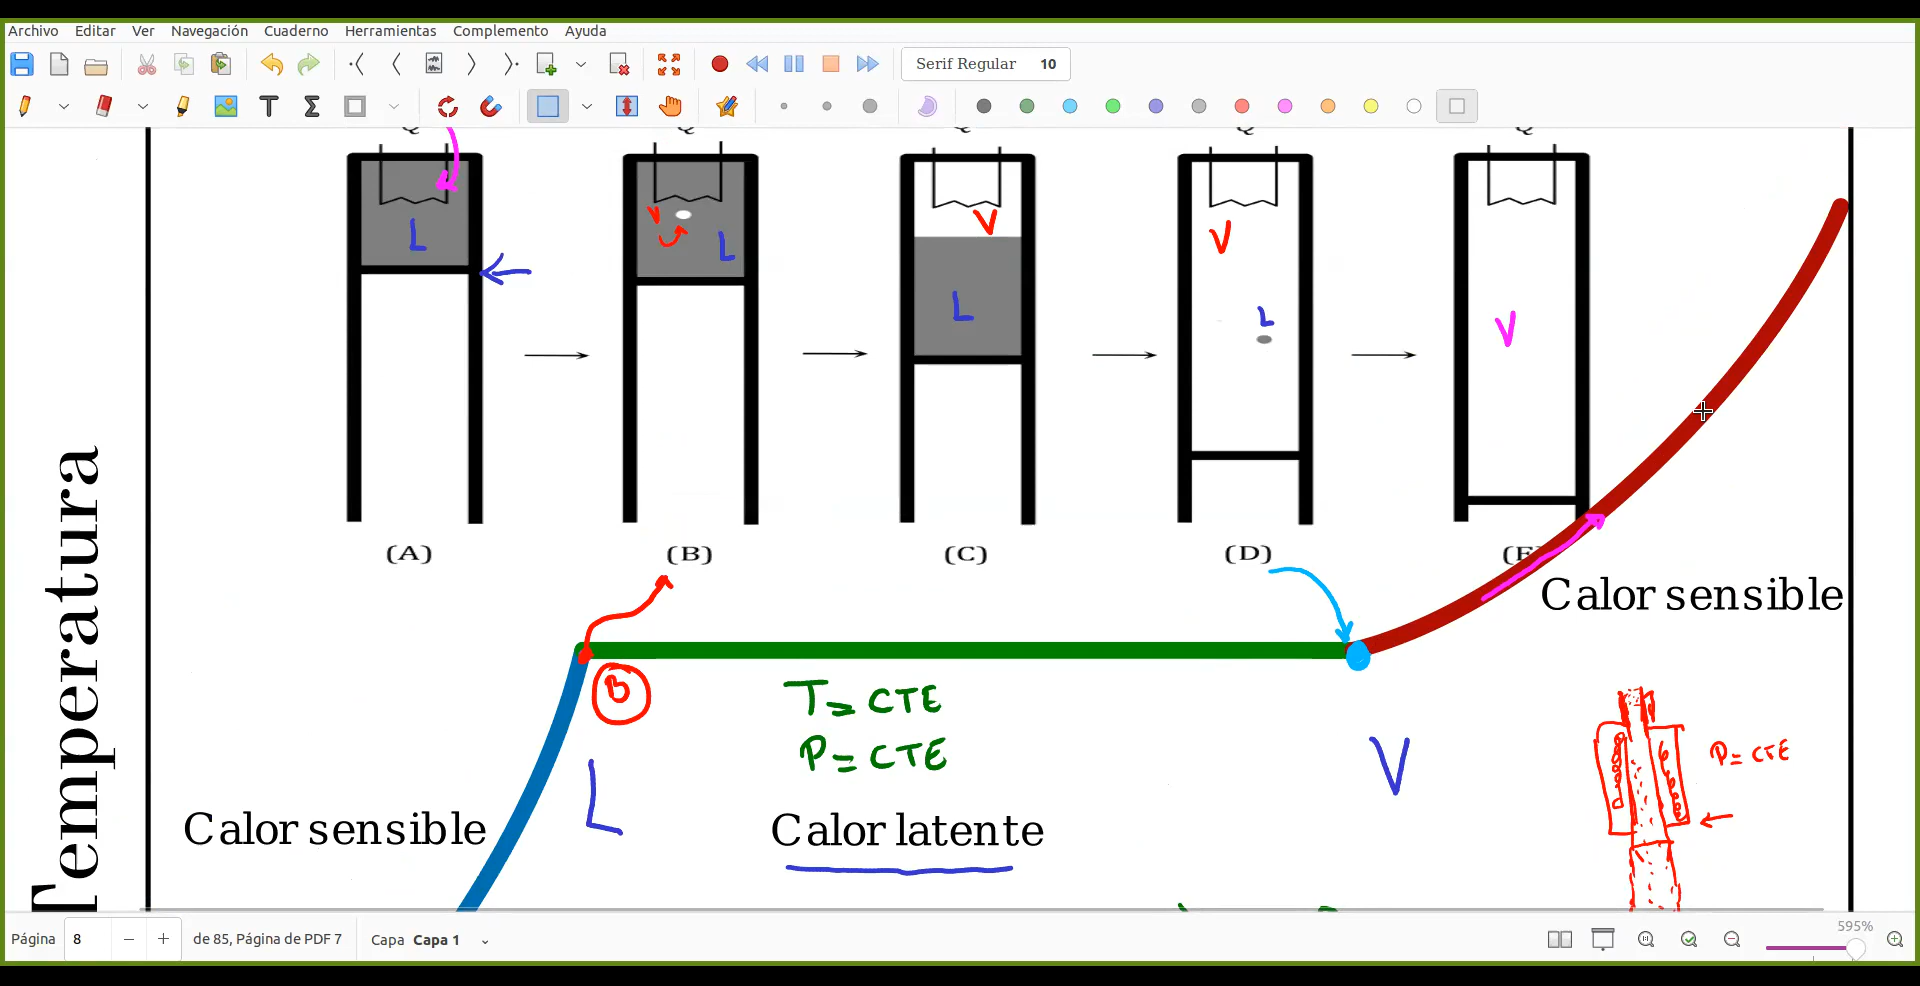 Archivo Editar Ver Navegación Cuaderno Herramientas Complemento Ayuda
Serif Regular 10
L
V
L
V
L
V
L
V
(A) (B) (C) (D) (E)
Temperatura
Calor sensible
B
T = CTE
P = CTE
L
V
P = CTE
Calor sensible
Calor latente
Página 8 de 85, Página de PDF 7 Capa Capa 1
595%